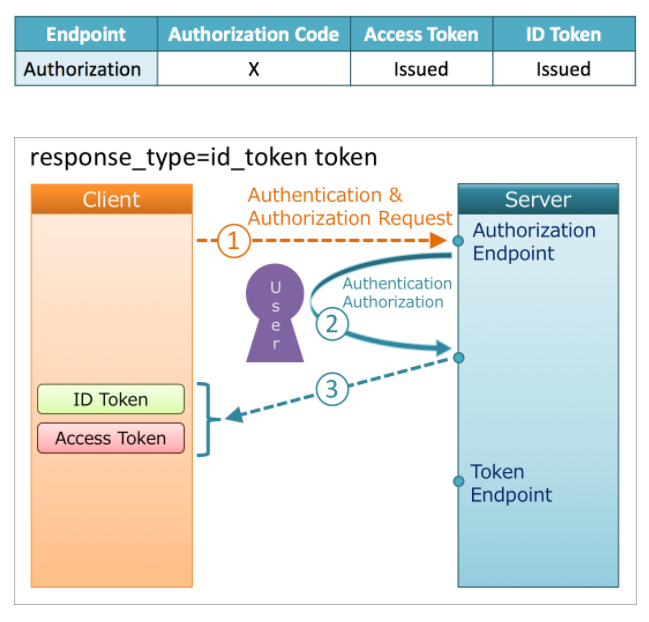 Endpoint Authorization Code Access Token ID Token
Authorization X Issued Issued
response_type=id_token token
Client
Authentication &
Authorization Request
Server
1
Authorization
Endpoint
User
Authentication
Authorization
2
3
ID Token
Access Token
Token
Endpoint